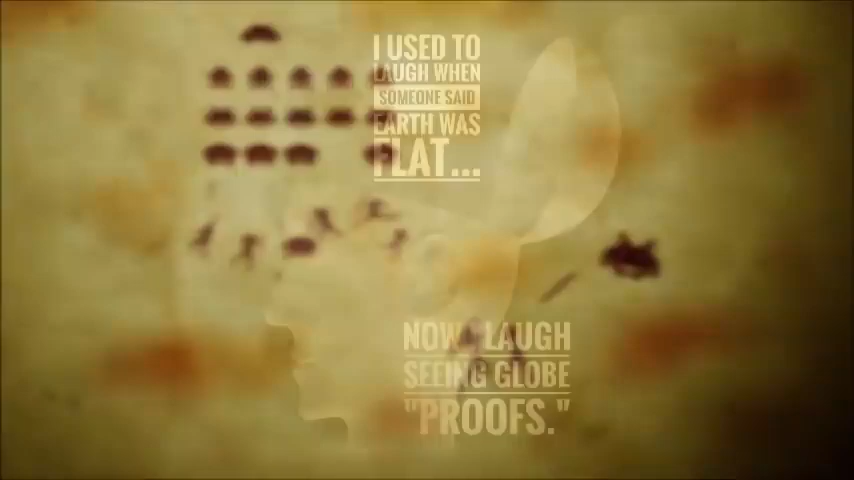 I USED TO
LAUGH WHEN
SOMEONE SAID
EARTH WAS
FLAT...
NOW I LAUGH
SEEING GLOBE
"PROOFS."